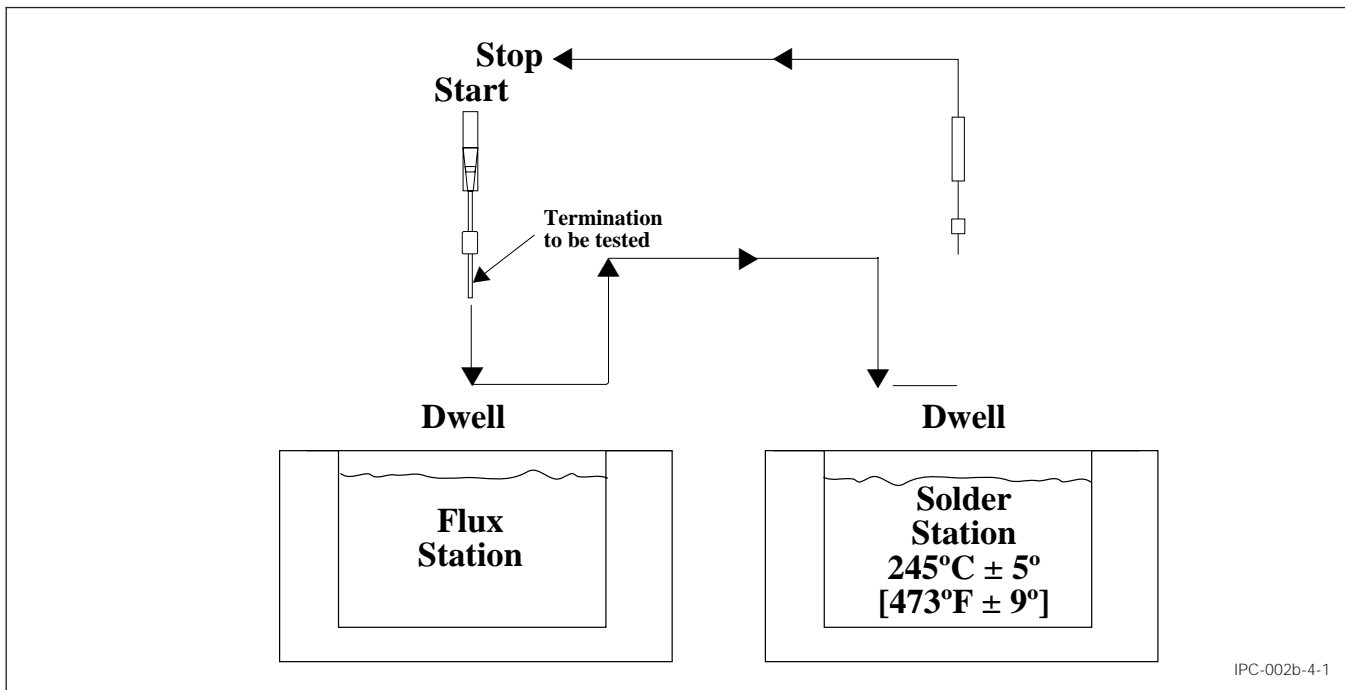 Stop
Start
Termination
to be tested
Dwell
Dwell
Flux
Station
Solder
Station
245ºC ± 5º
[473ºF ± 9º]
IPC-002b-4-1